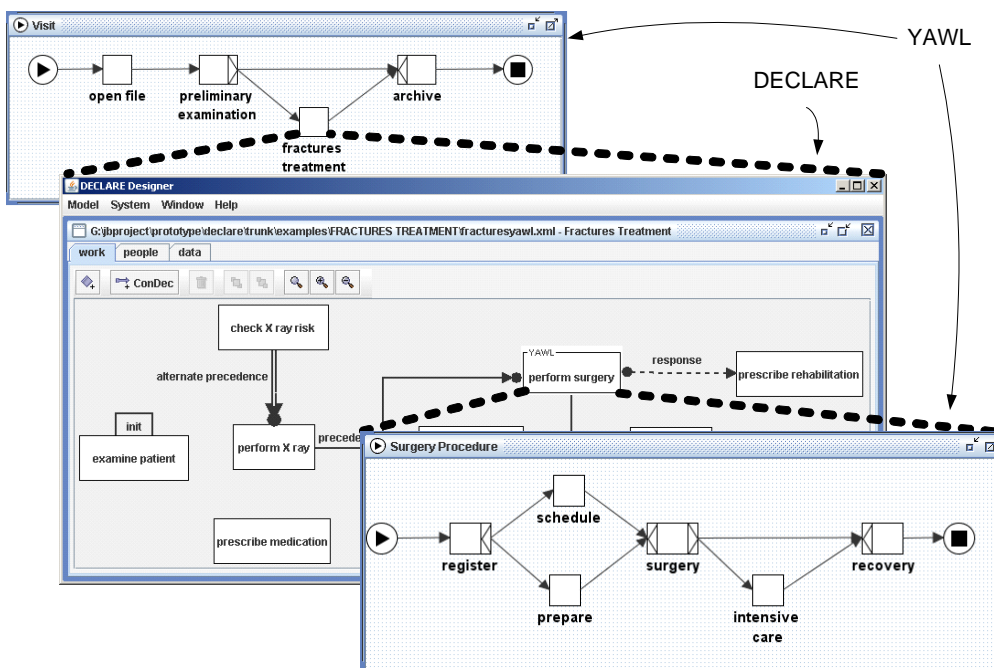 Visit
YAWL
open file
preliminary
examination
archive
DECLARE
fractures
treatment
DECLARE Designer
Model System Window Help
G:\jbproject\prototype\declare\trunk\examples\FRACTURES TREATMENT\fracturesyawl.xml - Fractures Treatment
work people data
ConDec
check X ray risk
YAWL
response
perform surgery
prescribe rehabilitation
alternate precedence
init
examine patient
perform X ray
precede
Surgery Procedure
prescribe medication
schedule
register
surgery
recovery
prepare
intensive
care